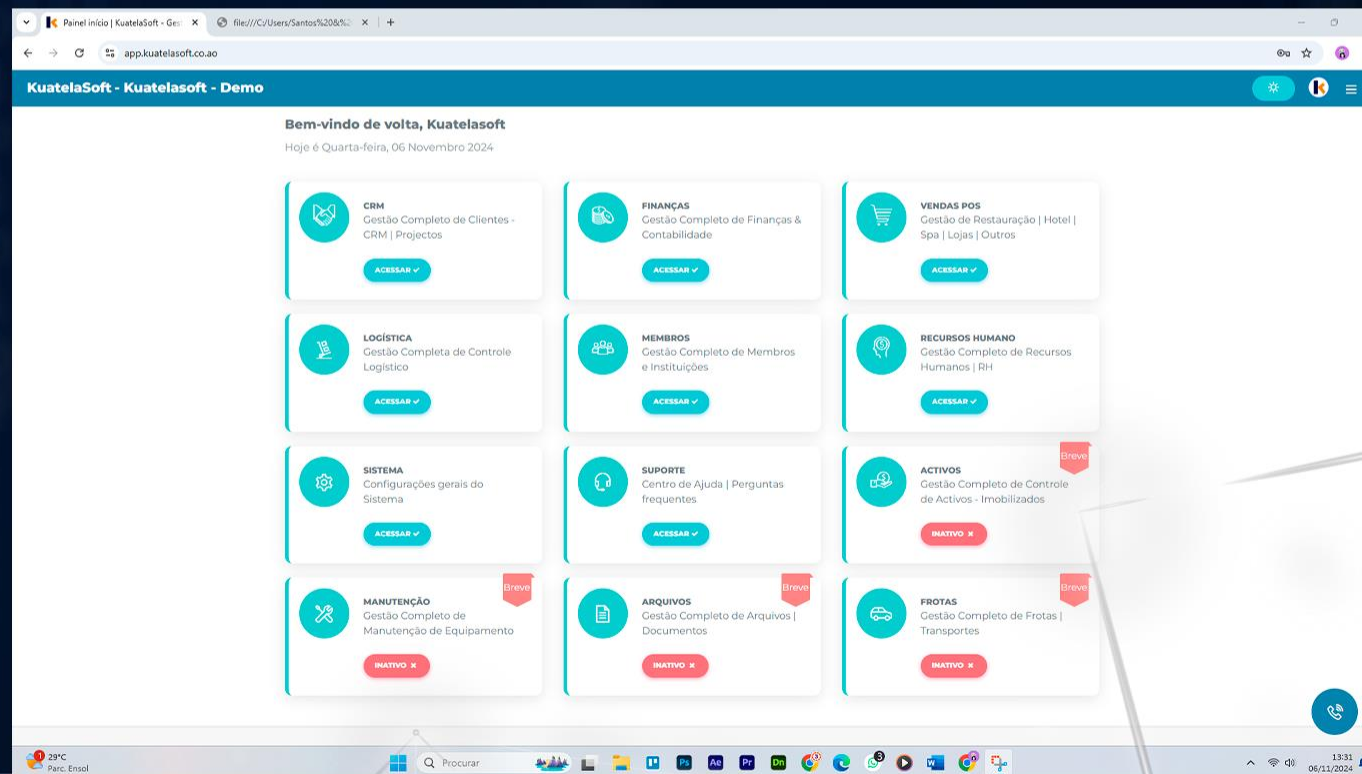 Painel início | KuatelaSoft - Ges
file:///C:/Users/Santos%20&%2
app.kuatelasoft.co.ao
KuatelaSoft - Kuatelasoft - Demo
Bem-vindo de volta, Kuatelasoft
Hoje é Quarta-feira, 06 Novembro 2024
CRM
Gestão Completo de Clientes -
CRM | Projectos
ACESSAR
FINANÇAS
Gestão Completo de Finanças &
Contabilidade
ACESSAR
VENDAS POS
Gestão de Restauração | Hotel |
Spa | Lojas | Outros
ACESSAR
LOGÍSTICA
Gestão Completa de Controle
Logístico
ACESSAR
MEMBROS
Gestão Completo de Membros
e Instituições
ACESSAR
RECURSOS HUMANO
Gestão Completo de Recursos
Humanos | RH
ACESSAR
SISTEMA
Configurações gerais do
Sistema
ACESSAR
SUPORTE
Centro de Ajuda | Perguntas
frequentes
ACESSAR
Breve
ACTIVOS
Gestão Completo de Controle
de Activos - Imobilizados
INATIVO
Breve
MANUTENÇÃO
Gestão Completo de
Manutenção de Equipamento
INATIVO
Breve
ARQUIVOS
Gestão Completo de Arquivos |
Documentos
INATIVO
Breve
FROTAS
Gestão Completo de Frotas |
Transportes
INATIVO
1
29°C
Parc. Ensol
Procurar
Ps
Ae
Pr
Dn
3
13:31
06/11/2024